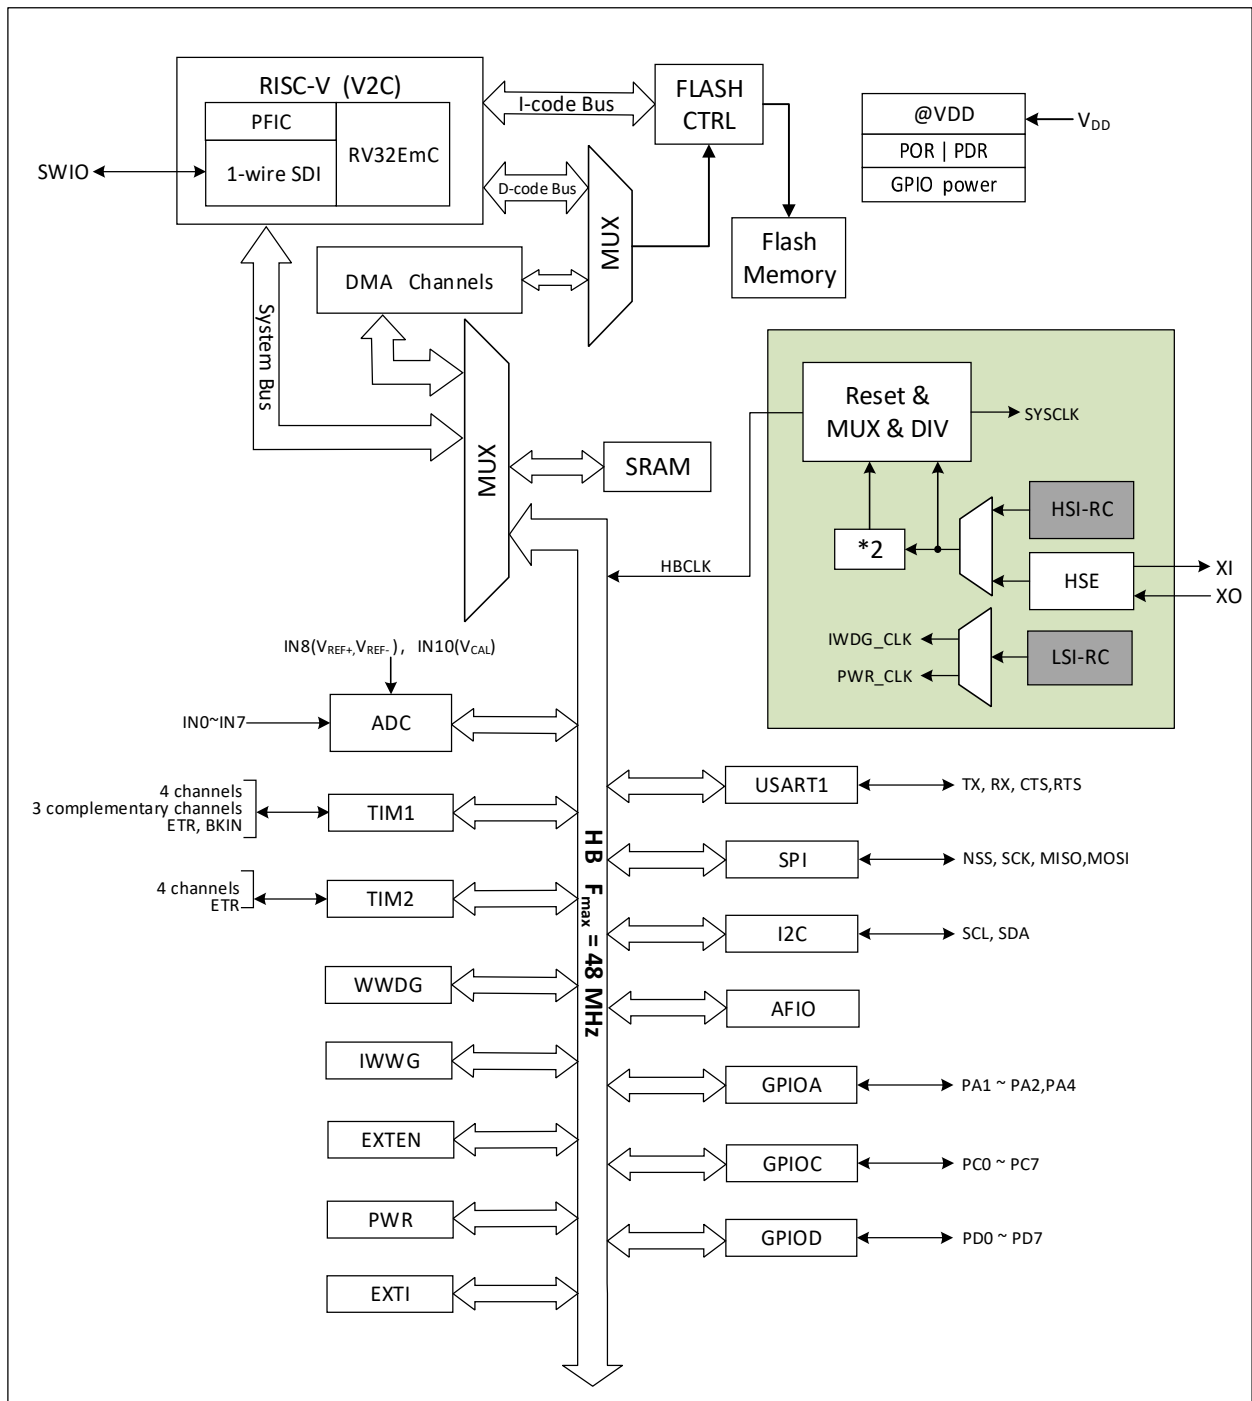 RISC-V (V2C)
PFIC
1-wire SDI
RV32EmC
SWIO
I-code Bus
FLASH
CTRL
@VDD
POR | PDR
GPIO power
VDD
D-code Bus
MUX
Flash
Memory
DMA Channels
System Bus
MUX
SRAM
Reset &
MUX & DIV
SYSCLK
HSI-RC
*2
HSE
XI
XO
HBCLK
IWDG_CLK
PWR_CLK
LSI-RC
IN8(VREF+,VREF-) , IN10(VCAL)
IN0~IN7
ADC
4 channels
3 complementary channels
ETR, BKIN
TIM1
4 channels
ETR
TIM2
WWDG
IWWG
EXTEN
PWR
EXTI
HB Fmax = 48 MHz
USART1
TX, RX, CTS,RTS
SPI
NSS, SCK, MISO,MOSI
I2C
SCL, SDA
AFIO
GPIOA
PA1 ~ PA2,PA4
GPIOC
PC0 ~ PC7
GPIOD
PD0 ~ PD7